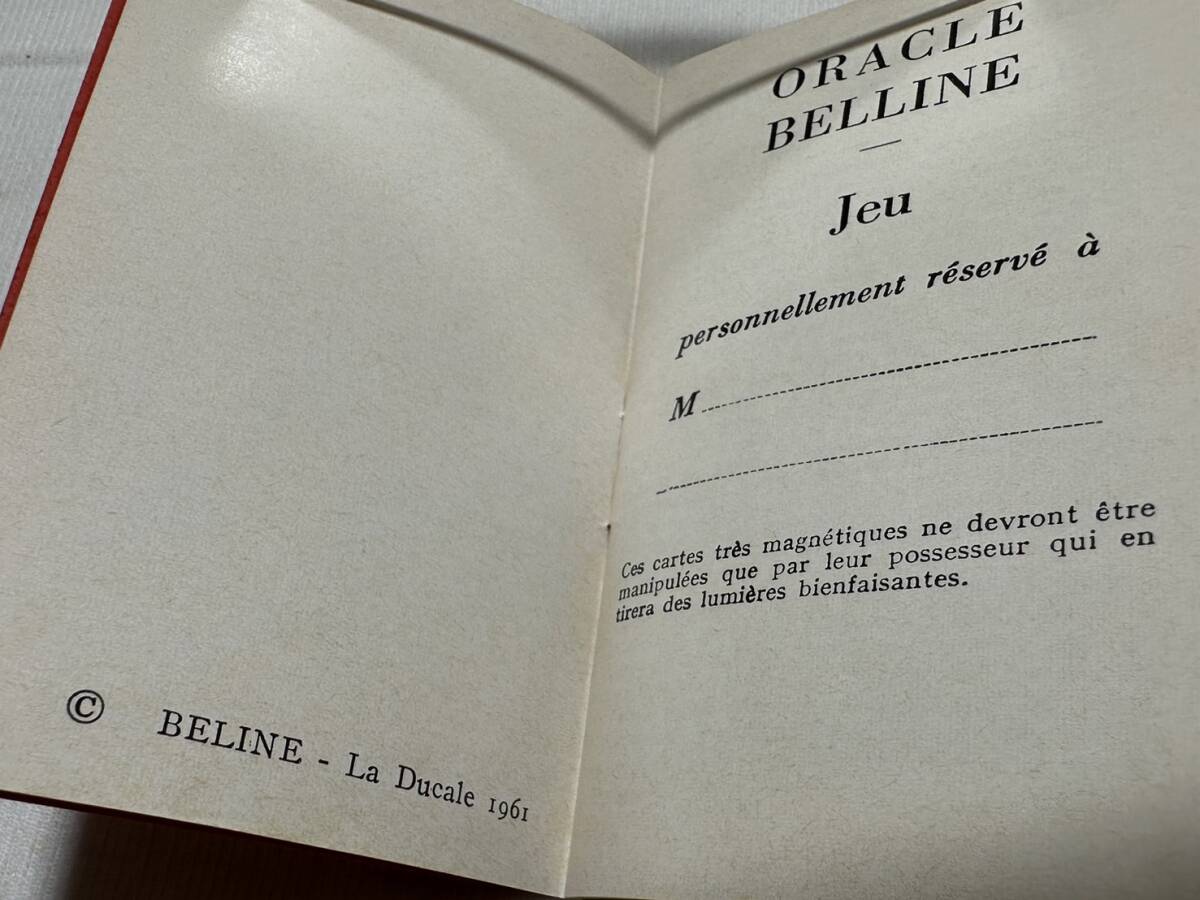 © BELINE - La Ducale 1961
ORACLE
BELLINE
Jeu
personnellement réservé à
M
Ces cartes très magnétiques ne devront être
manipulées que par leur possesseur qui en
tirera des lumières bienfaisantes.